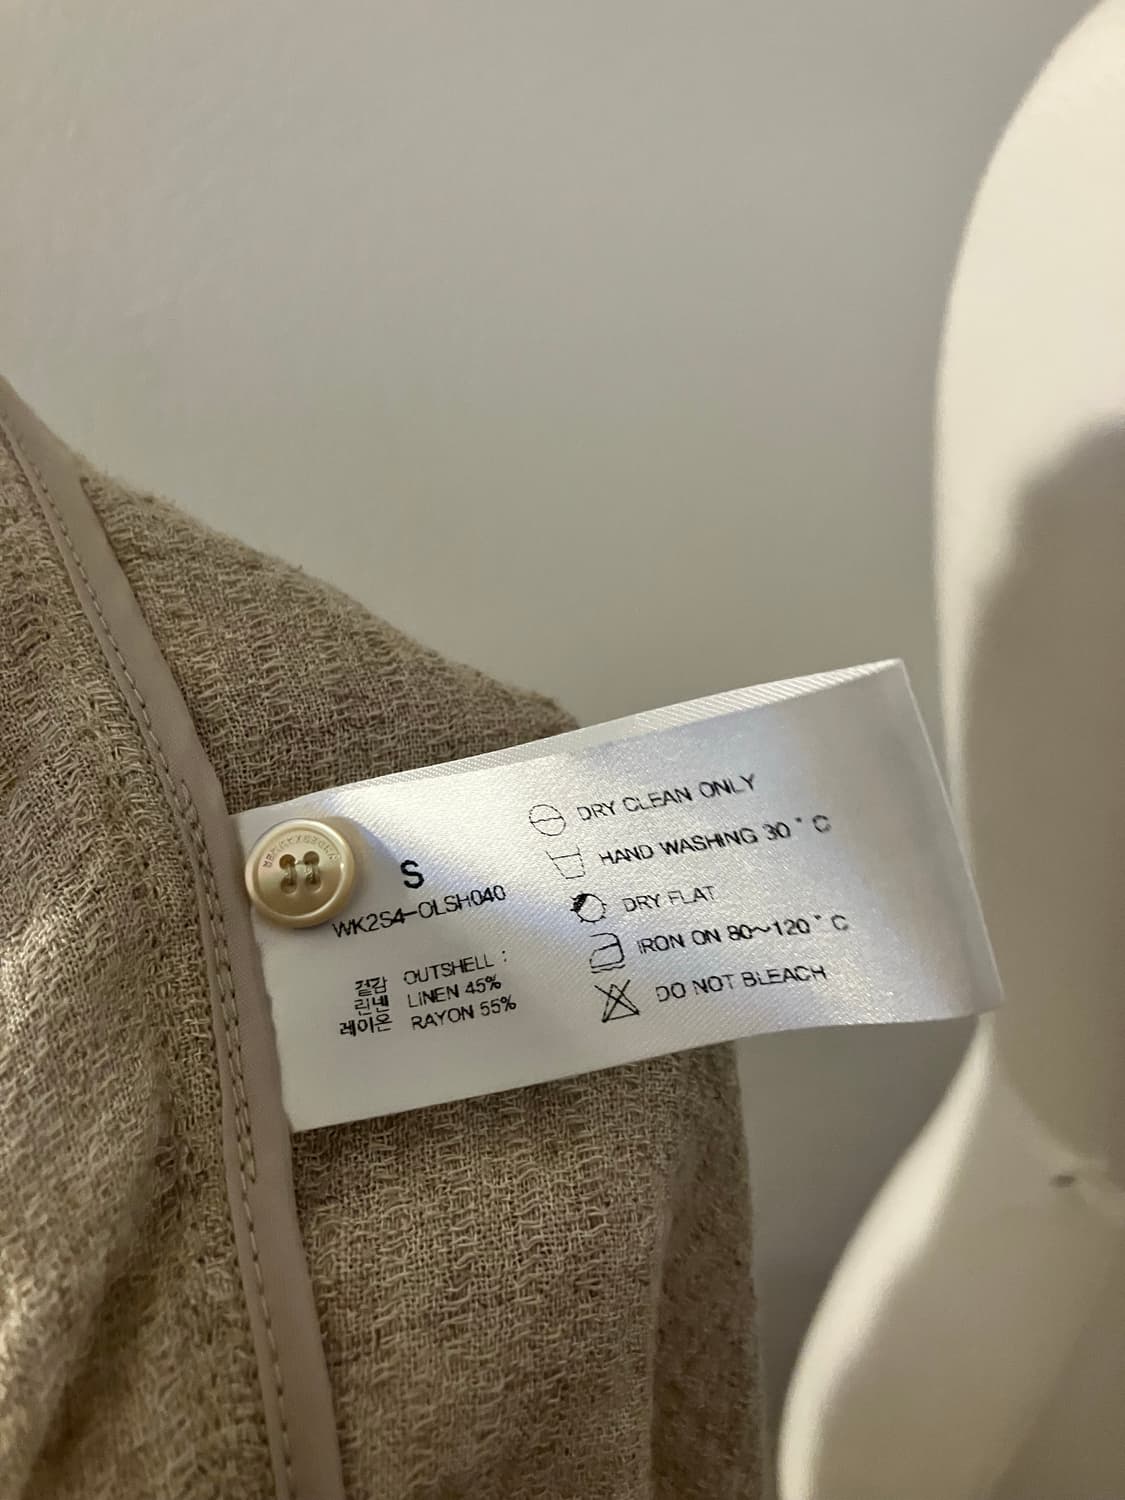 S
WK2S4-OLSH040
겉감 OUTSHELL :
린넨 LINEN 45%
레이온 RAYON 55%
DRY CLEAN ONLY
HAND WASHING 30˚C
DRY FLAT
IRON ON 80~120˚C
DO NOT BLEACH